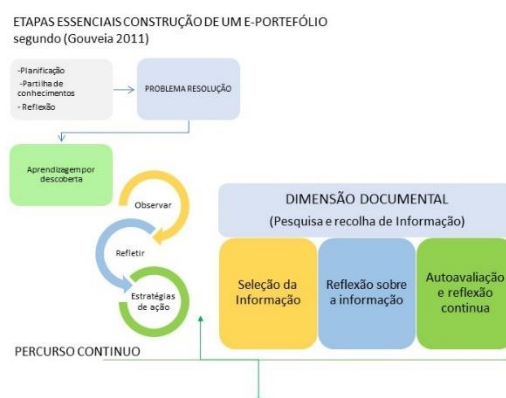 ETAPAS ESSENCIAIS CONSTRUÇÃO DE UM E-PORTEFÓLIO
segundo (Gouveia 2011)
-Planificação
-Partilha de
conhecimentos
- Reflexão
PROBLEMA RESOLUÇÃO
Aprendizagem por
descoberta
Observar
Refletir
Estratégias
de ação
DIMENSÃO DOCUMENTAL
(Pesquisa e recolha de Informação)
Seleção da
Informação
Reflexão sobre
a informação
Autoavaliação
e reflexão
continua
PERCURSO CONTINUO